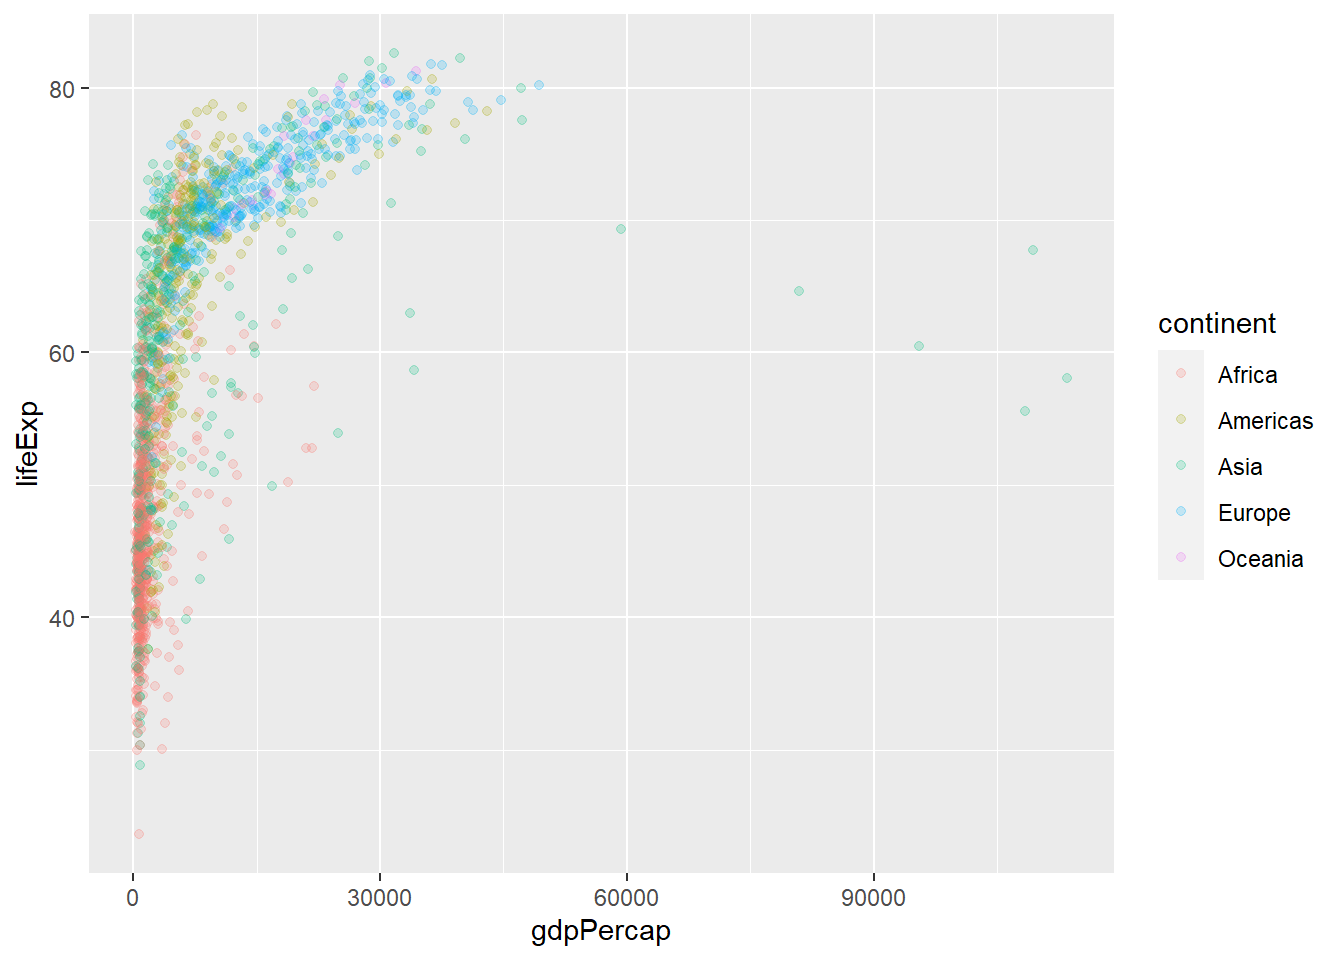 80
60
40
lifeExp
0
30000
60000
90000
gdpPercap
continent
Africa
Americas
Asia
Europe
Oceania